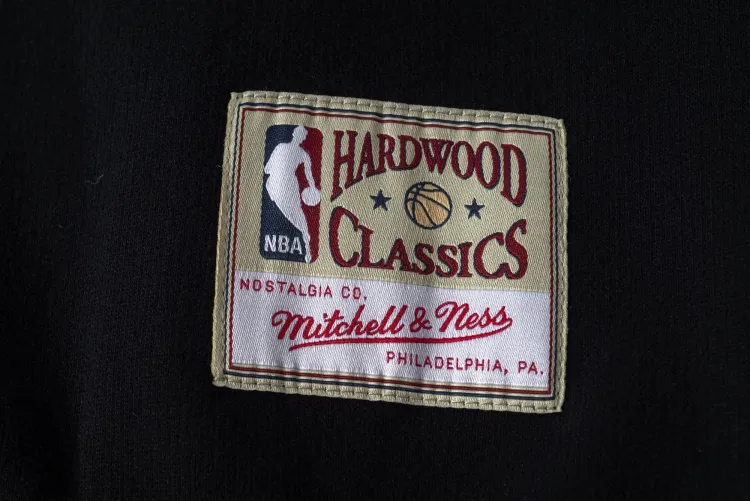 HARDWOOD
CLASSICS
NBA
NOSTALGIA CO.
Mitchell & Ness
PHILADELPHIA, PA.